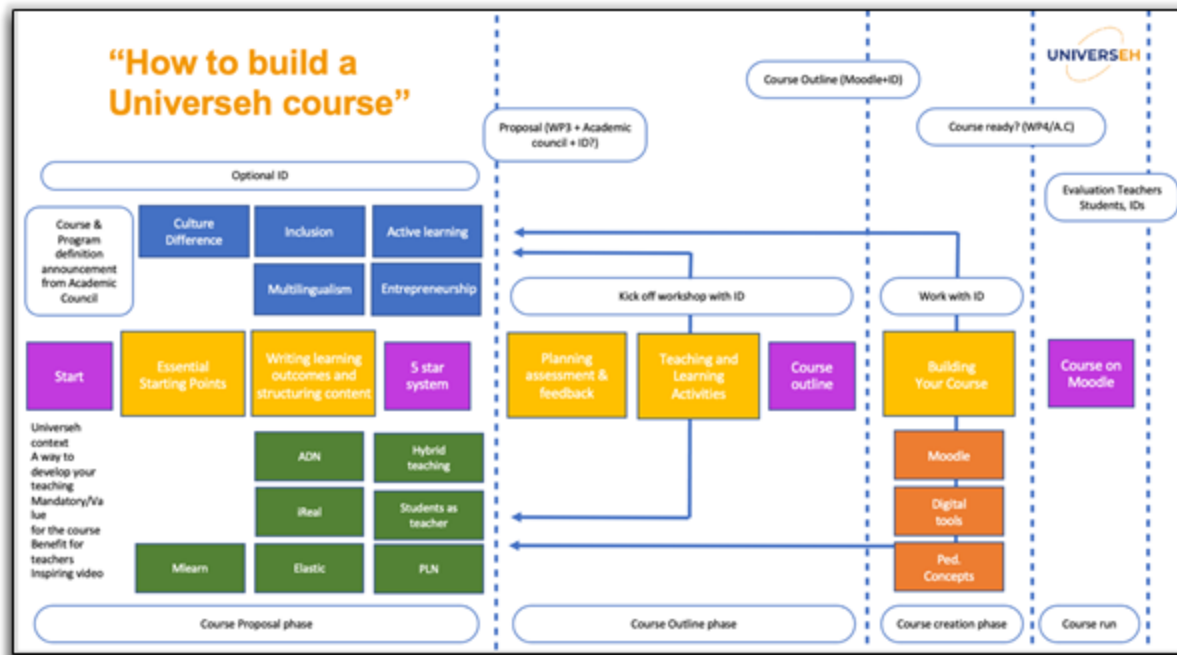 “How to build a
Universeh course”
UNIVERSEH
Course Outline (Moodle+ID)
Proposal (WP3 + Academic
council + ID?)
Course ready? (WP4/A.C)
Optional ID
Evaluation Teachers
Students, IDs
Course &
Program
definition
announcement
from Academic
Council
Culture
Difference
Inclusion
Active learning
Multilingualism
Entrepreneurship
Kick off workshop with ID
Work with ID
Start
Essential
Starting Points
Writing learning
outcomes and
structuring content
5 star
system
Planning
assessment &
feedback
Teaching and
Learning
Activities
Course
outline
Building
Your Course
Course on
Moodle
Universeh
context
A way to
develop your
teaching
Mandatory/Va
lue
for the course
Benefit for
teachers
Inspiring video
ADN
Hybrid
teaching
iReal
Students as
teacher
Mlearn
Elastic
PLN
Moodle
Digital
tools
Ped.
Concepts
Course Proposal phase
Course Outline phase
Course creation phase
Course run